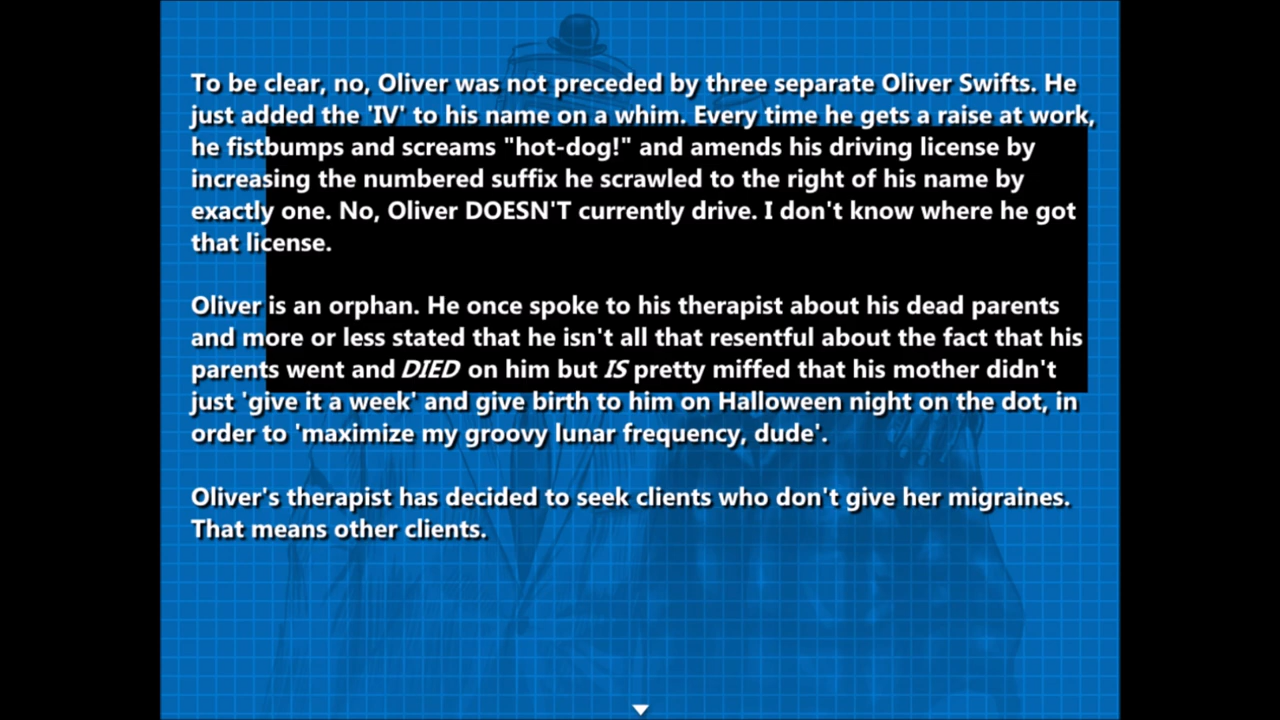 To be clear, no, Oliver was not preceded by three separate Oliver Swifts. He
just added the 'IV' to his name on a whim. Every time he gets a raise at work,
he fistbumps and screams "hot-dog!" and amends his driving license by
increasing the numbered suffix he scrawled to the right of his name by
exactly one. No, Oliver DOESN'T currently drive. I don't know where he got
that license.
Oliver is an orphan. He once spoke to his therapist about his dead parents
and more or less stated that he isn't all that resentful about the fact that his
parents went and DIED on him but IS pretty miffed that his mother didn't
just 'give it a week' and give birth to him on Halloween night on the dot, in
order to 'maximize my groovy lunar frequency, dude'.
Oliver's therapist has decided to seek clients who don't give her migraines.
That means other clients.